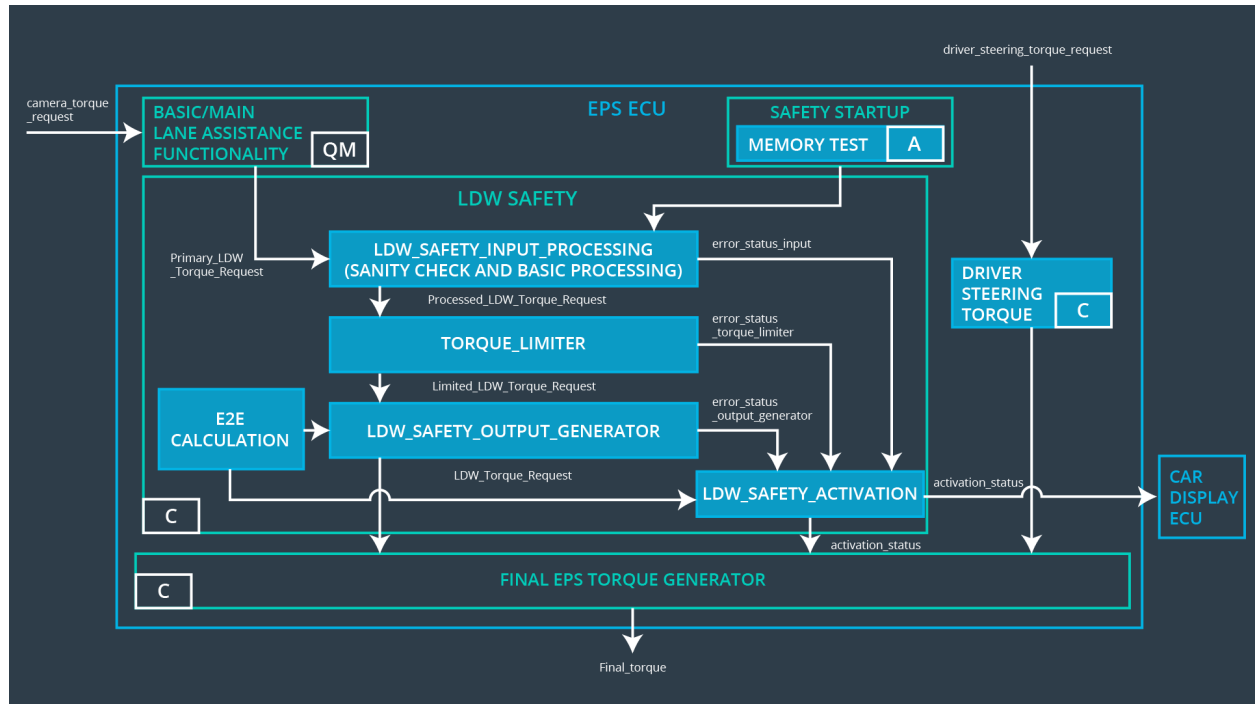 driver_steering_torque_request
camera_torque
_request
BASIC/MAIN
LANE ASSISTANCE
FUNCTIONALITY
QM
EPS ECU
SAFETY STARTUP
MEMORY TEST
A
LDW SAFETY
Primary_LDW
_Torque_Request
LDW_SAFETY_INPUT_PROCESSING
(SANITY CHECK AND BASIC PROCESSING)
error_status_input
DRIVER
STEERING
TORQUE
C
Processed_LDW_Torque_Request
TORQUE_LIMITER
error_status
_torque_limiter
Limited_LDW_Torque_Request
E2E
CALCULATION
LDW_SAFETY_OUTPUT_GENERATOR
error_status
_output_generator
LDW_Torque_Request
LDW_SAFETY_ACTIVATION
activation_status
CAR
DISPLAY
ECU
C
activation_status
FINAL EPS TORQUE GENERATOR
C
Final_torque